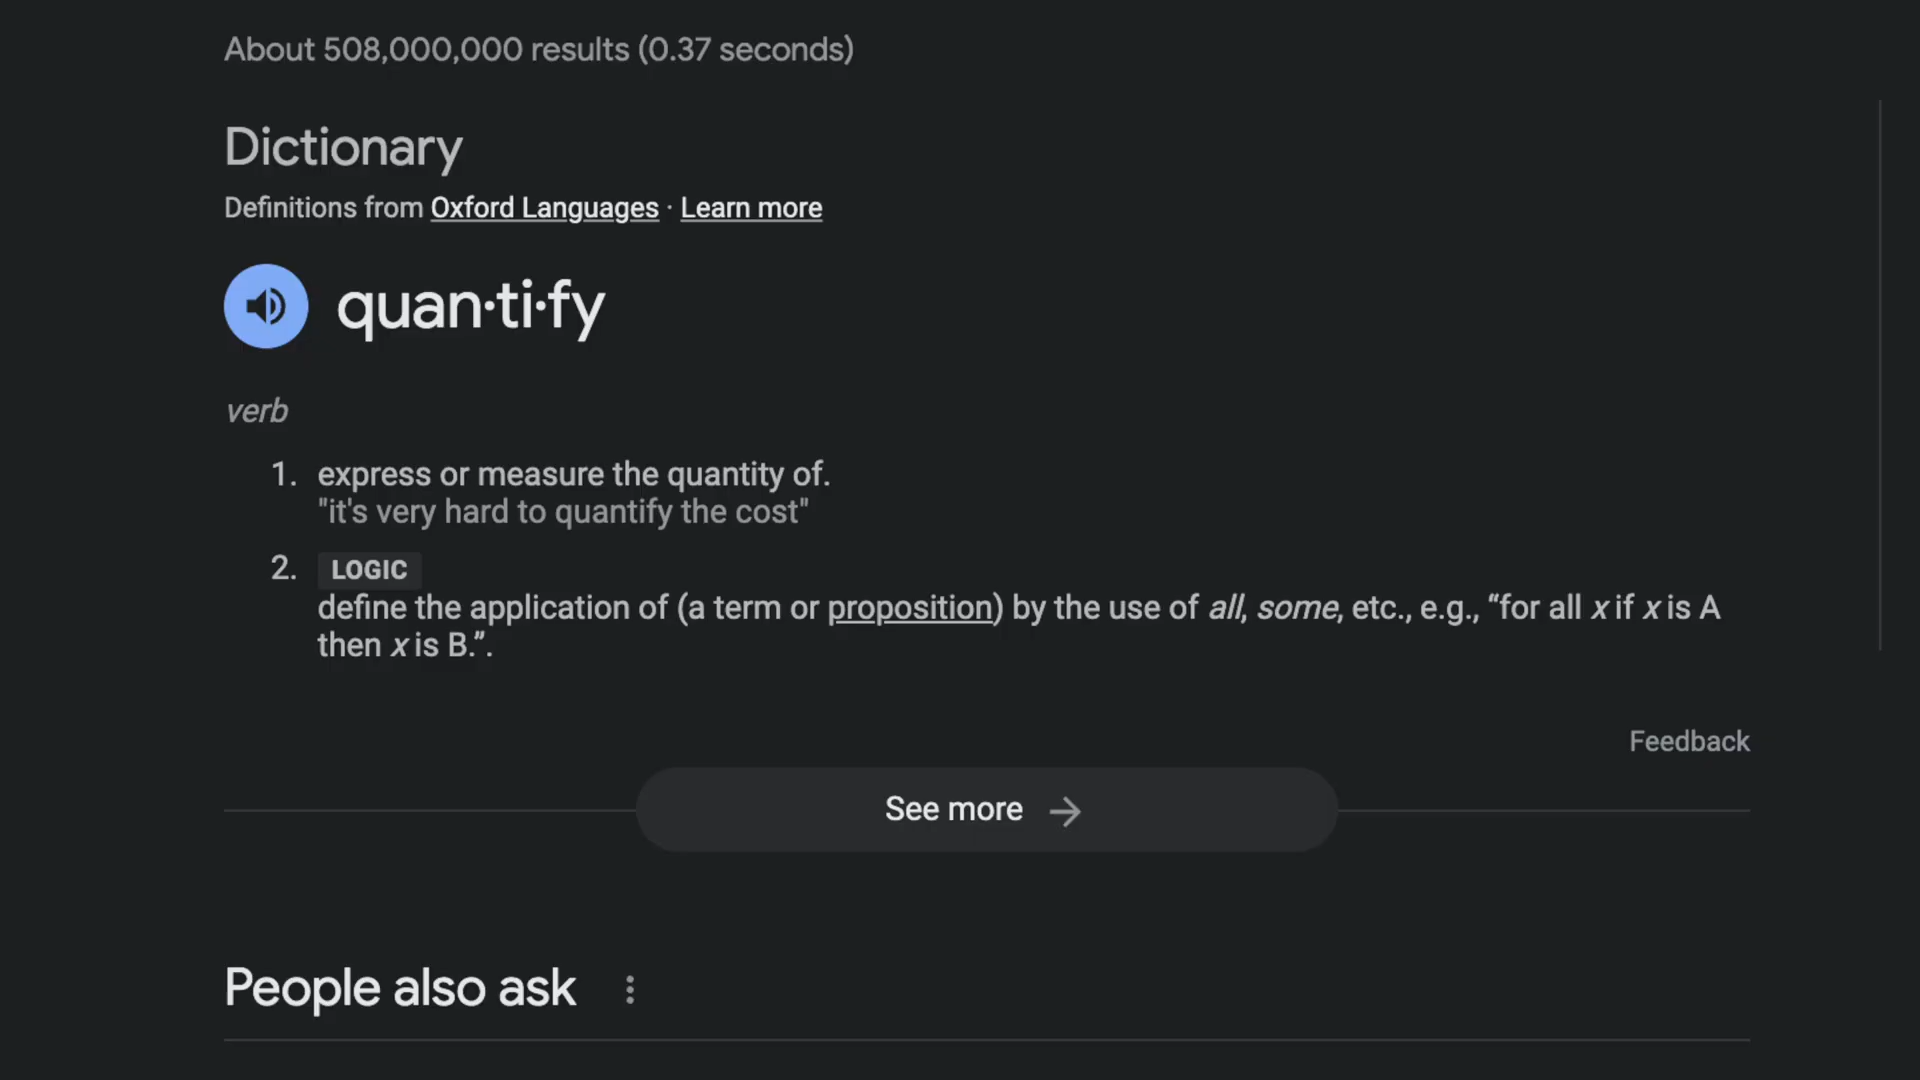 About 508,000,000 results (0.37 seconds)
Dictionary
Definitions from Oxford Languages · Learn more
quan·ti·fy
verb
1. express or measure the quantity of.
"it's very hard to quantify the cost"
2. LOGIC
define the application of (a term or proposition) by the use of all, some, etc., e.g., “for all x if x is A
then x is B.”.
Feedback
See more
People also ask